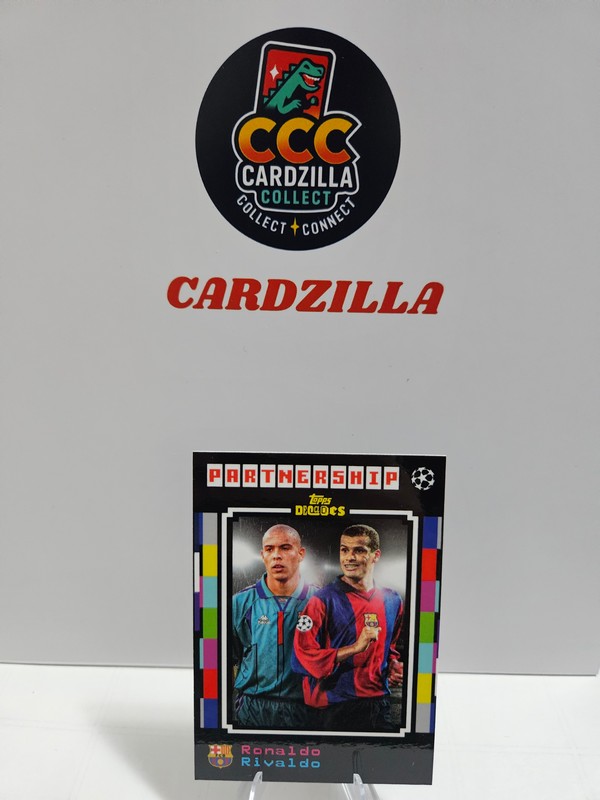 CCC
CARDZILLA
COLLECT
COLLECT CONNECT
CARDZILLA
PARTNERSHIP
Topps
DECADES
Ronaldo
Rivaldo